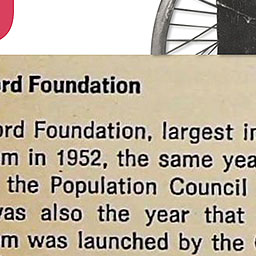 rd Foundation
ord Foundation, largest in
m in 1952, the same yea
the Population Council
was also the year that
m was launched by the